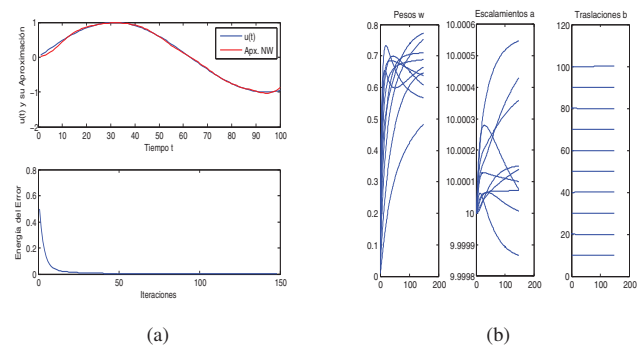 u(t) y su Aproximación
1
0
−1
−2
0 10 20 30 40 50 60 70 80 90 100
Tiempo t
u(t)
Apx. NW
Energía del Error
0.8
0.6
0.4
0.2
0
0 50 100 150
Iteraciones
(a)
Pesos w
0.8
0.7
0.6
0.5
0.4
0.3
0.2
0.1
0
0 100 200
Escalamientos a
10.0006
10.0005
10.0004
10.0003
10.0002
10.0001
10
9.9999
9.9998
0 100 200
Traslaciones b
120
100
80
60
40
20
0
0 100 200
(b)